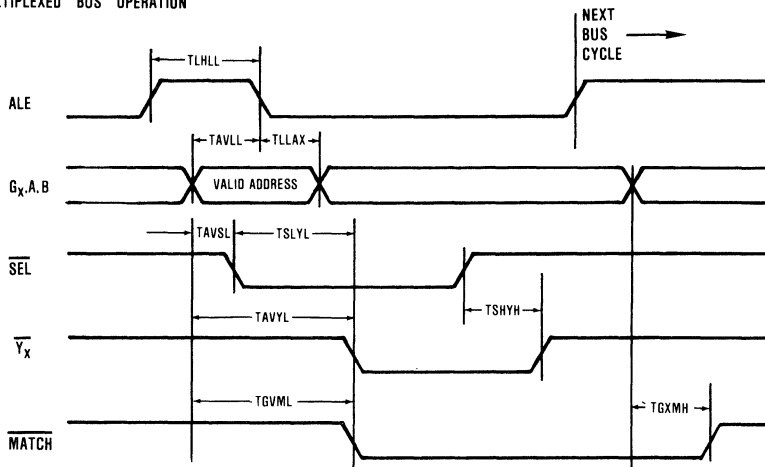 TIPLEXED BUS OPERATION
NEXT
BUS
CYCLE
TLHLL
ALE
TAVLL
TLLAX
GX,A,B
VALID ADDRESS
TAVSL
TSLYL
SEL
TSHYH
TAVYL
YX
TGVML
TGXMH
MATCH